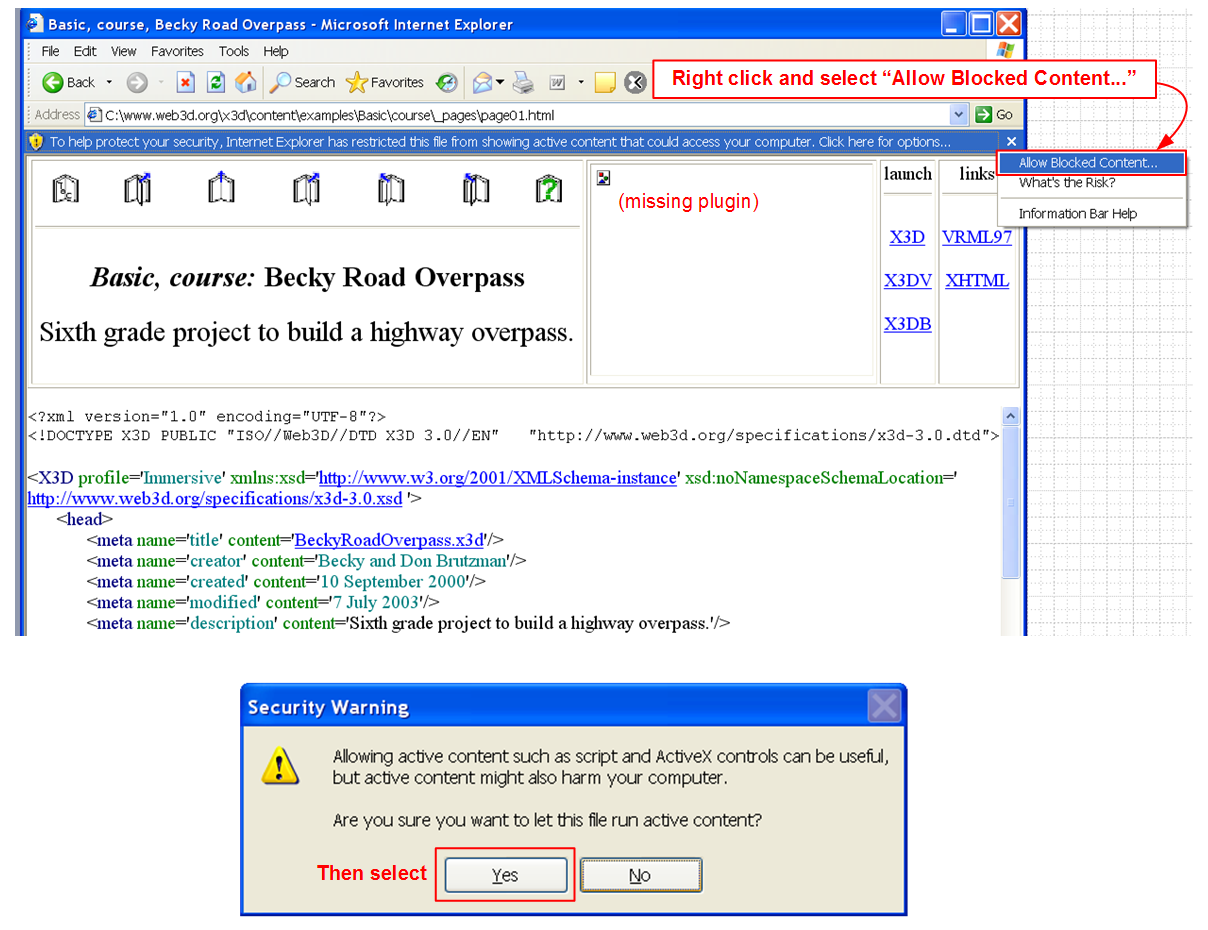 Basic, course, Becky Road Overpass - Microsoft Internet Explorer
File Edit View Favorites Tools Help
Back Search Favorites
Right click and select “Allow Blocked Content...”
Address C:\www.web3d.org\x3d\content\examples\Basic\course\_pages\page01.html Go
To help protect your security, Internet Explorer has restricted this file from showing active content that could access your computer. Click here for options...
Allow Blocked Content...
What's the Risk?
Information Bar Help
(missing plugin)
launch links
X3D VRML97
X3DV XHTML
X3DB
Basic, course: Becky Road Overpass
Sixth grade project to build a highway overpass.
<?xml version="1.0" encoding="UTF-8"?>
<!DOCTYPE X3D PUBLIC "ISO//Web3D//DTD X3D 3.0//EN" "http://www.web3d.org/specifications/x3d-3.0.dtd">
<X3D profile='Immersive' xmlns:xsd='http://www.w3.org/2001/XMLSchema-instance' xsd:noNamespaceSchemaLocation='
http://www.web3d.org/specifications/x3d-3.0.xsd '>
<head>
<meta name='title' content='BeckyRoadOverpass.x3d'/>
<meta name='creator' content='Becky and Don Brutzman'/>
<meta name='created' content='10 September 2000'/>
<meta name='modified' content='7 July 2003'/>
<meta name='description' content='Sixth grade project to build a highway overpass.'/>
Security Warning
Allowing active content such as script and ActiveX controls can be useful,
but active content might also harm your computer.
Are you sure you want to let this file run active content?
Then select Yes No